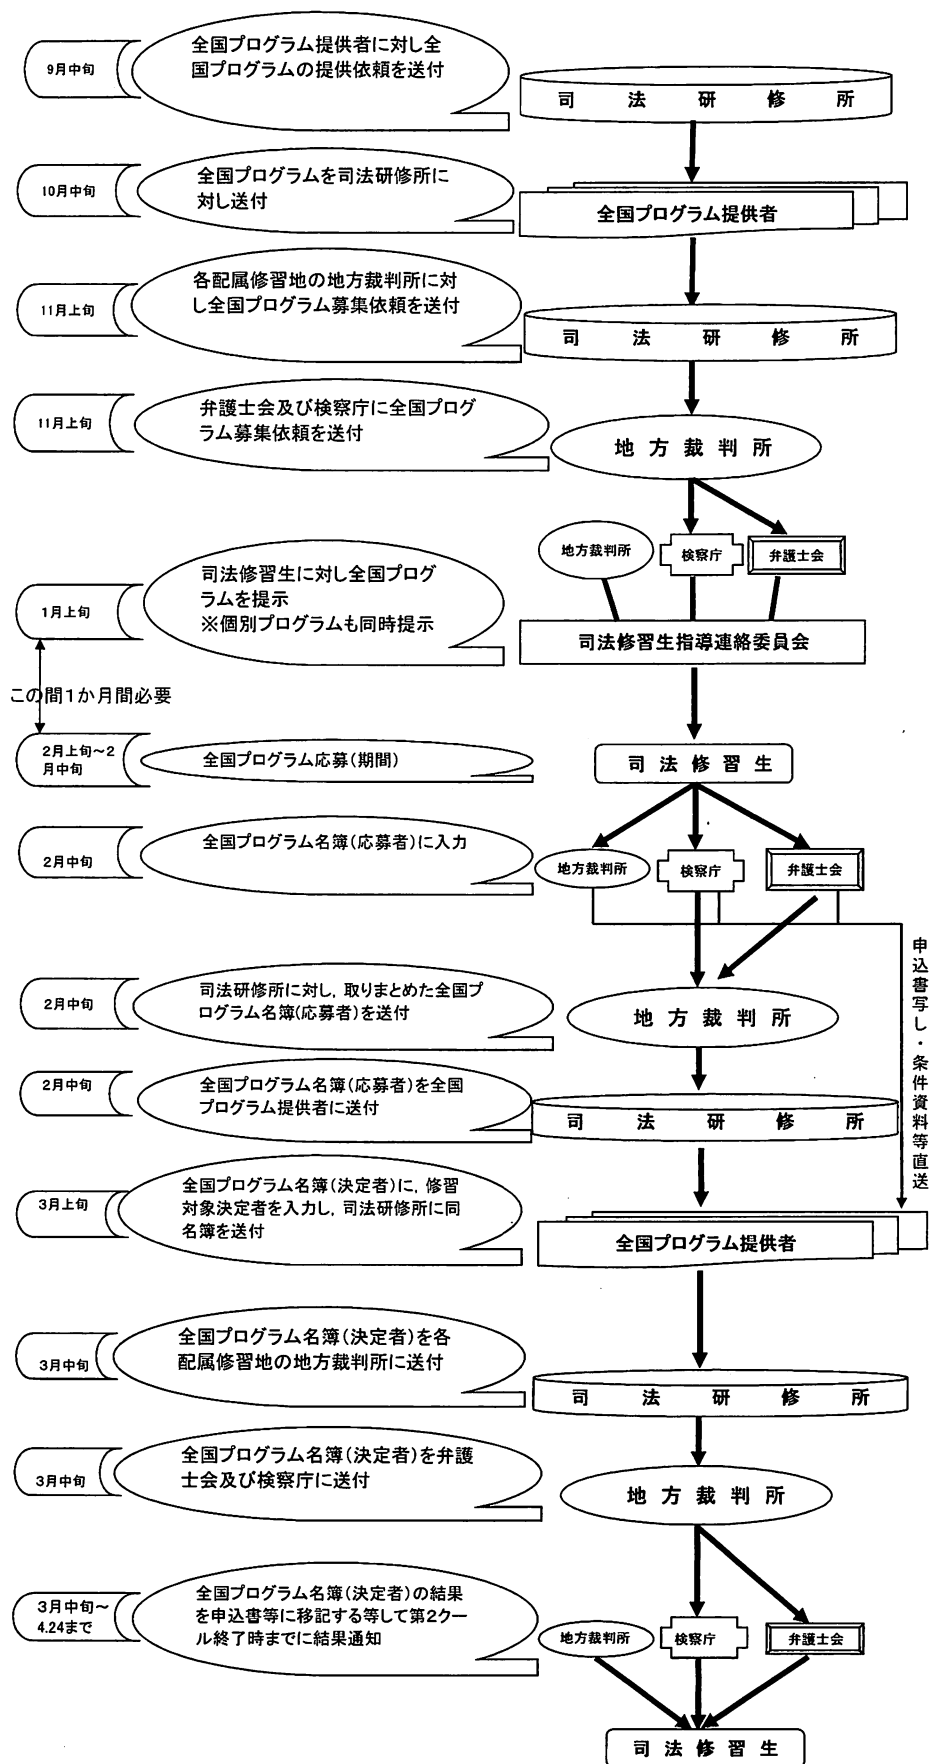 9月中旬
全国プログラム提供者に対し全
国プログラムの提供依頼を送付
司法研修所
10月中旬
全国プログラムを司法研修所に
対し送付
全国プログラム提供者
11月上旬
各配属修習地の地方裁判所に対
し全国プログラム募集依頼を送付
司法研修所
11月上旬
弁護士会及び検察庁に全国プログ
ラム募集依頼を送付
地方裁判所
地方裁判所
検察庁
弁護士会
1月上旬
司法修習生に対し全国プログ
ラムを提示
※個別プログラムも同時提示
司法修習生指導連絡委員会
この間1か月間必要
2月上旬~2
月中旬
全国プログラム応募(期間)
司法修習生
2月中旬
全国プログラム名簿(応募者)に入力
地方裁判所
検察庁
弁護士会
申込書写し・条件資料等直送
2月中旬
司法研修所に対し,取りまとめた全国プ
ログラム名簿(応募者)を送付
地方裁判所
2月中旬
全国プログラム名簿(応募者)を全国
プログラム提供者に送付
司法研修所
3月上旬
全国プログラム名簿(決定者)に,修習
対象決定者を入力し,司法研修所に同
名簿を送付
全国プログラム提供者
3月中旬
全国プログラム名簿(決定者)を各
配属修習地の地方裁判所に送付
司法研修所
3月中旬
全国プログラム名簿(決定者)を弁護
士会及び検察庁に送付
地方裁判所
3月中旬~
4.24まで
全国プログラム名簿(決定者)の結果
を申込書等に移記する等して第2クー
ル終了時までに結果通知
地方裁判所
検察庁
弁護士会
司法修習生